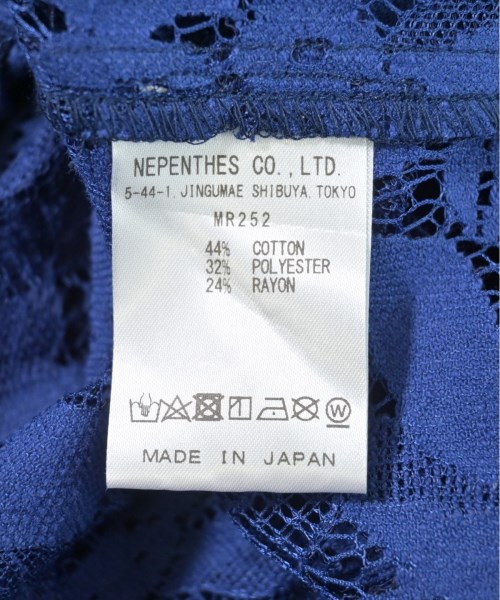 NEPENTHES CO.,LTD.
5-44-1. JINGUMAE SHIBUYA. TOKYO
MR252
44% COTTON
32% POLYESTER
24% RAYON
W
MADE IN JAPAN